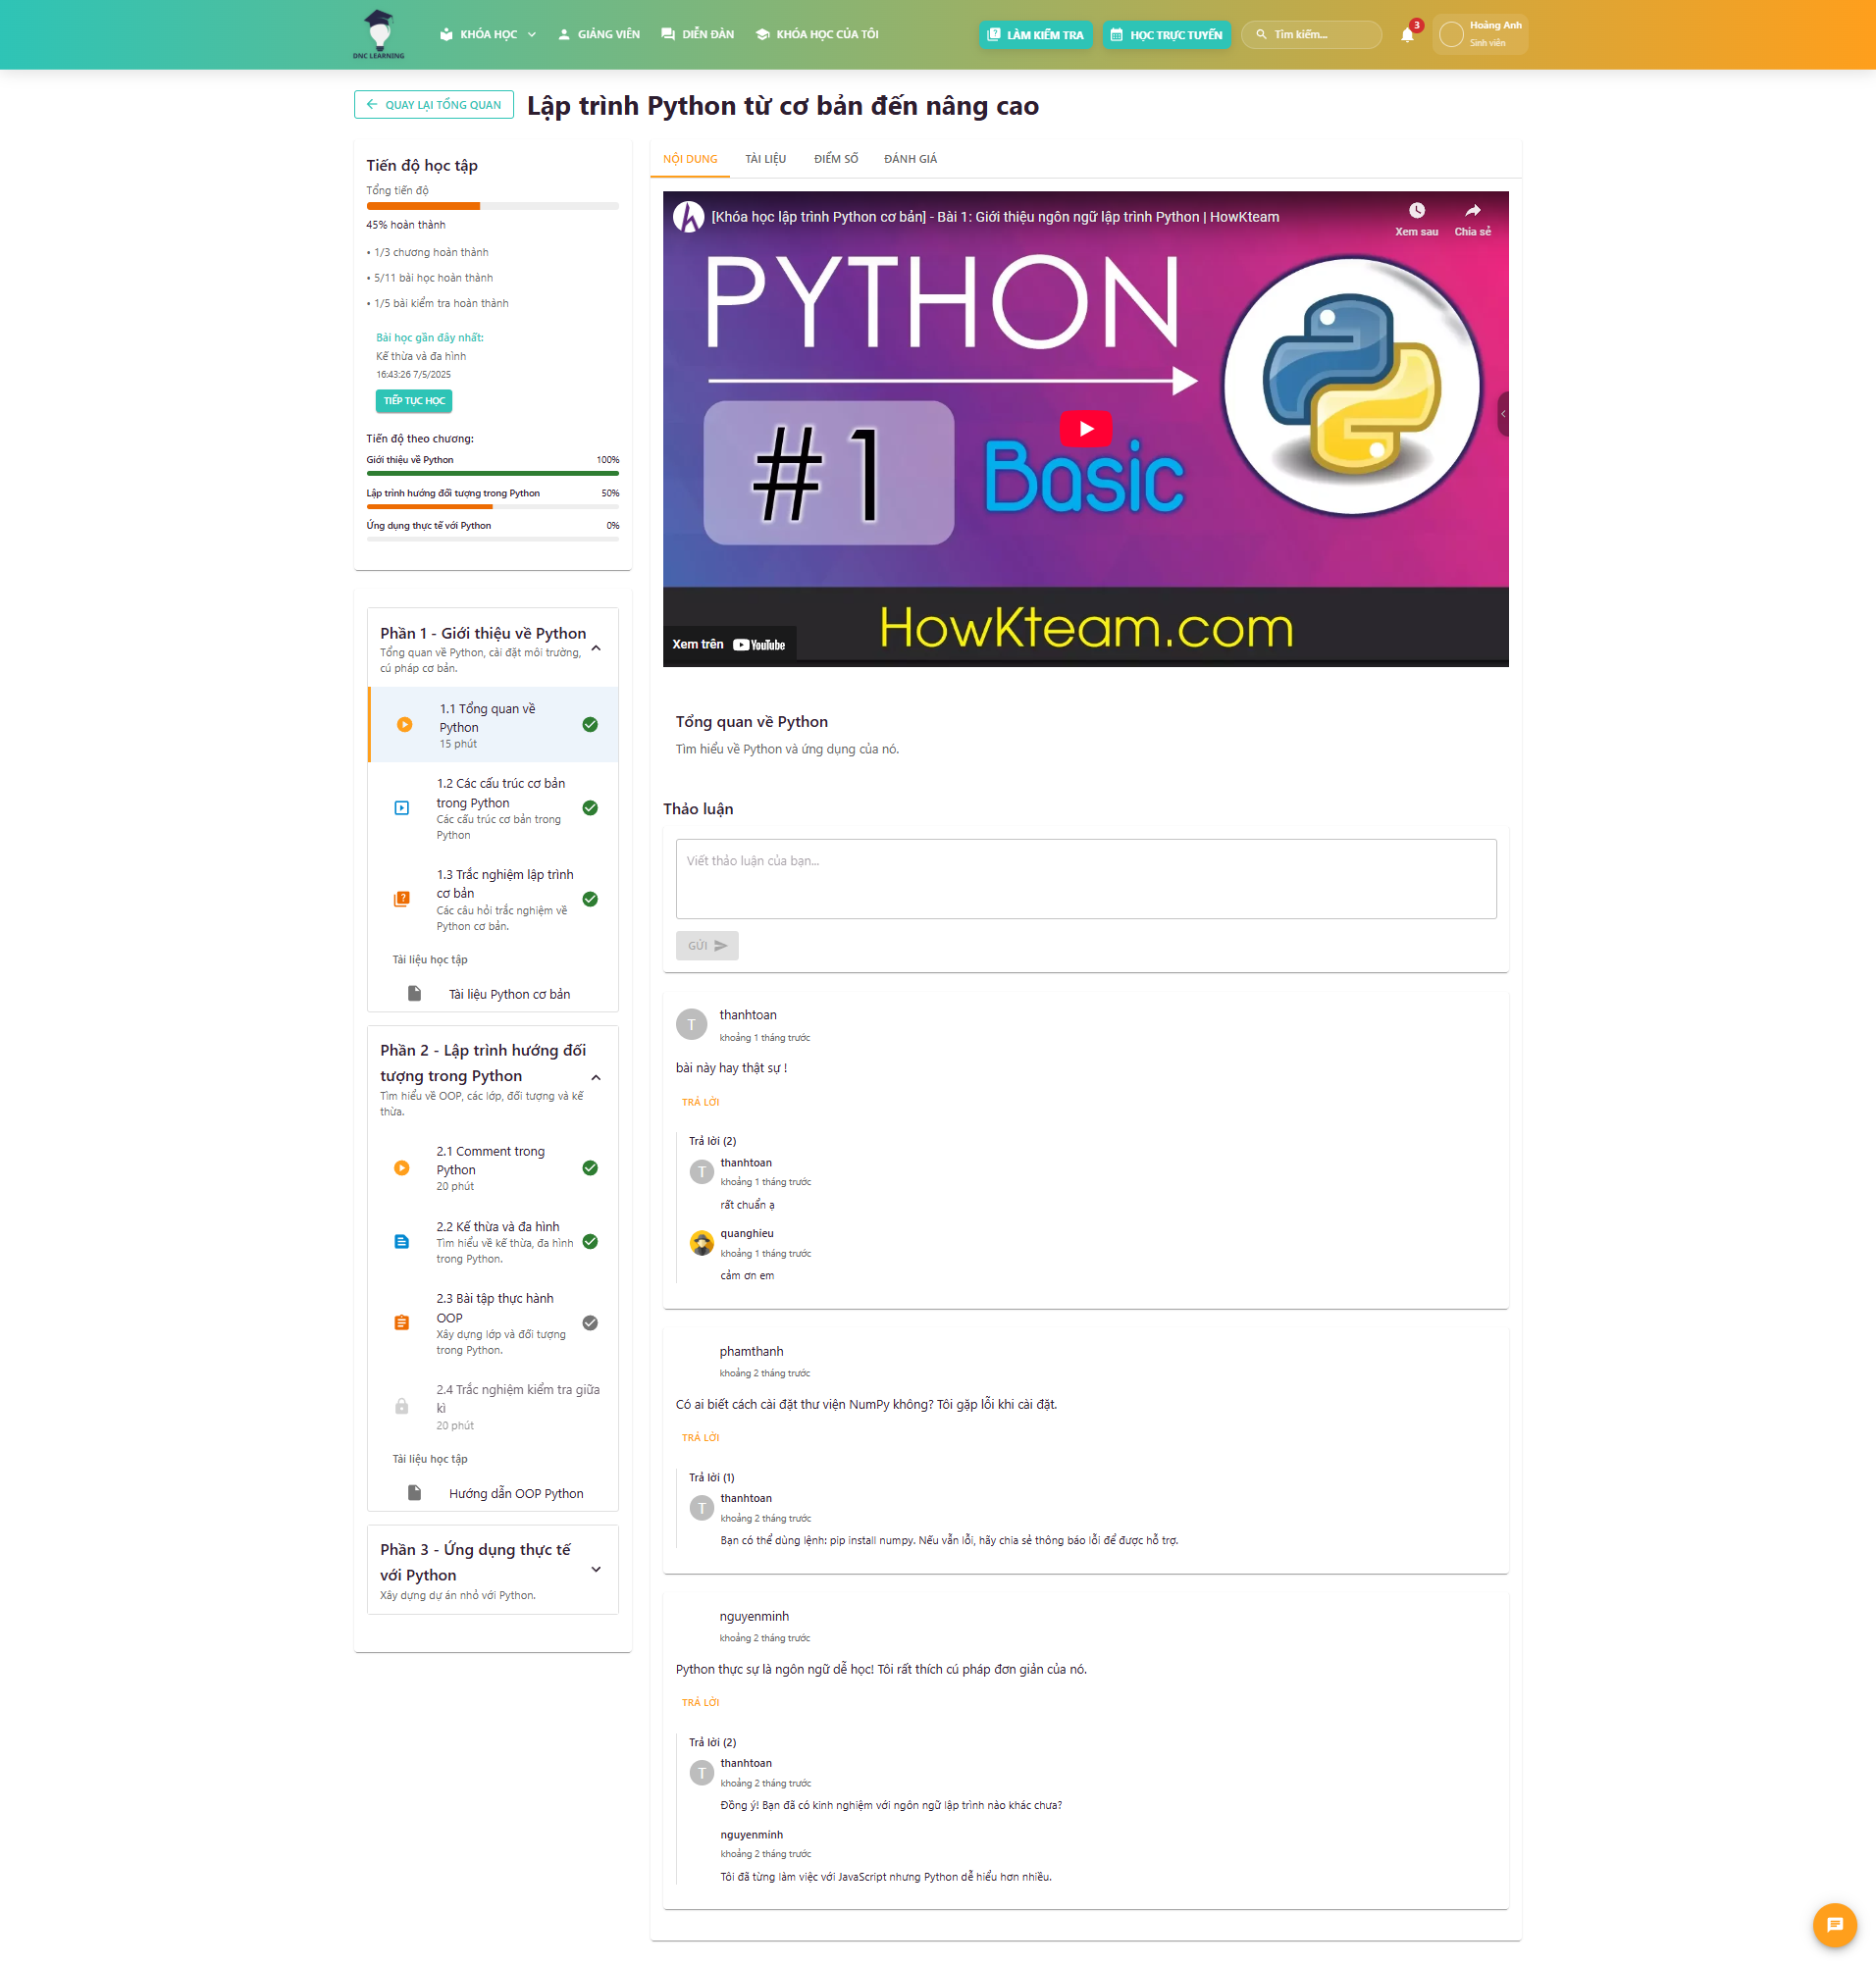 DNC LEARNING
KHÓA HỌC
GIẢNG VIÊN
DIỄN ĐÀN
KHÓA HỌC CỦA TÔI
LÀM KIỂM TRA
HỌC TRỰC TUYẾN
Tìm kiếm...
3
Hoàng Anh
Sinh viên
QUAY LẠI TỔNG QUAN
Lập trình Python từ cơ bản đến nâng cao
Tiến độ học tập
Tổng tiến độ
45% hoàn thành
• 1/3 chương hoàn thành
• 5/11 bài học hoàn thành
• 1/5 bài kiểm tra hoàn thành
Bài học gần đây nhất:
Kế thừa và đa hình
16:43:26 7/5/2025
TIẾP TỤC HỌC
Tiến độ theo chương:
Giới thiệu về Python 100%
Lập trình hướng đối tượng trong Python 50%
Ứng dụng thực tế với Python 0%
Phần 1 - Giới thiệu về Python
Tổng quan về Python, cài đặt môi trường,
cú pháp cơ bản.
1.1 Tổng quan về
Python
15 phút
1.2 Các cấu trúc cơ bản
trong Python
Các cấu trúc cơ bản trong
Python
1.3 Trắc nghiệm lập trình
cơ bản
Các câu hỏi trắc nghiệm về
Python cơ bản.
Tài liệu học tập
Tài liệu Python cơ bản
Phần 2 - Lập trình hướng đối
tượng trong Python
Tìm hiểu về OOP, các lớp, đối tượng và kế
thừa.
2.1 Comment trong
Python
20 phút
2.2 Kế thừa và đa hình
Tìm hiểu về kế thừa, đa hình
trong Python.
2.3 Bài tập thực hành
OOP
Xây dựng lớp và đối tượng
trong Python.
2.4 Trắc nghiệm kiểm tra giữa
kì
20 phút
Tài liệu học tập
Hướng dẫn OOP Python
Phần 3 - Ứng dụng thực tế
với Python
Xây dựng dự án nhỏ với Python.
NỘI DUNG
TÀI LIỆU
ĐIỂM SỐ
ĐÁNH GIÁ
[Khóa học lập trình Python cơ bản] - Bài 1: Giới thiệu ngôn ngữ lập trình Python | HowKteam
Xem sau
Chia sẻ
PYTHON
#1
Basic
HowKteam.com
Xem trên YouTube
Tổng quan về Python
Tìm hiểu về Python và ứng dụng của nó.
Thảo luận
Viết thảo luận của bạn...
GỬI
T
thanhtoan
khoảng 1 tháng trước
bài này hay thật sự !
TRẢ LỜI
Trả lời (2)
T
thanhtoan
khoảng 1 tháng trước
rất chuẩn ạ
quanghieu
khoảng 1 tháng trước
cảm ơn em
phamthanh
khoảng 2 tháng trước
Có ai biết cách cài đặt thư viện NumPy không? Tôi gặp lỗi khi cài đặt.
TRẢ LỜI
Trả lời (1)
T
thanhtoan
khoảng 2 tháng trước
Bạn có thể dùng lệnh: pip install numpy. Nếu vẫn lỗi, hãy chia sẻ thông báo lỗi để được hỗ trợ.
nguyenminh
khoảng 2 tháng trước
Python thực sự là ngôn ngữ dễ học! Tôi rất thích cú pháp đơn giản của nó.
TRẢ LỜI
Trả lời (2)
T
thanhtoan
khoảng 2 tháng trước
Đồng ý! Bạn đã có kinh nghiệm với ngôn ngữ lập trình nào khác chưa?
nguyenminh
khoảng 2 tháng trước
Tôi đã từng làm việc với JavaScript nhưng Python dễ hiểu hơn nhiều.